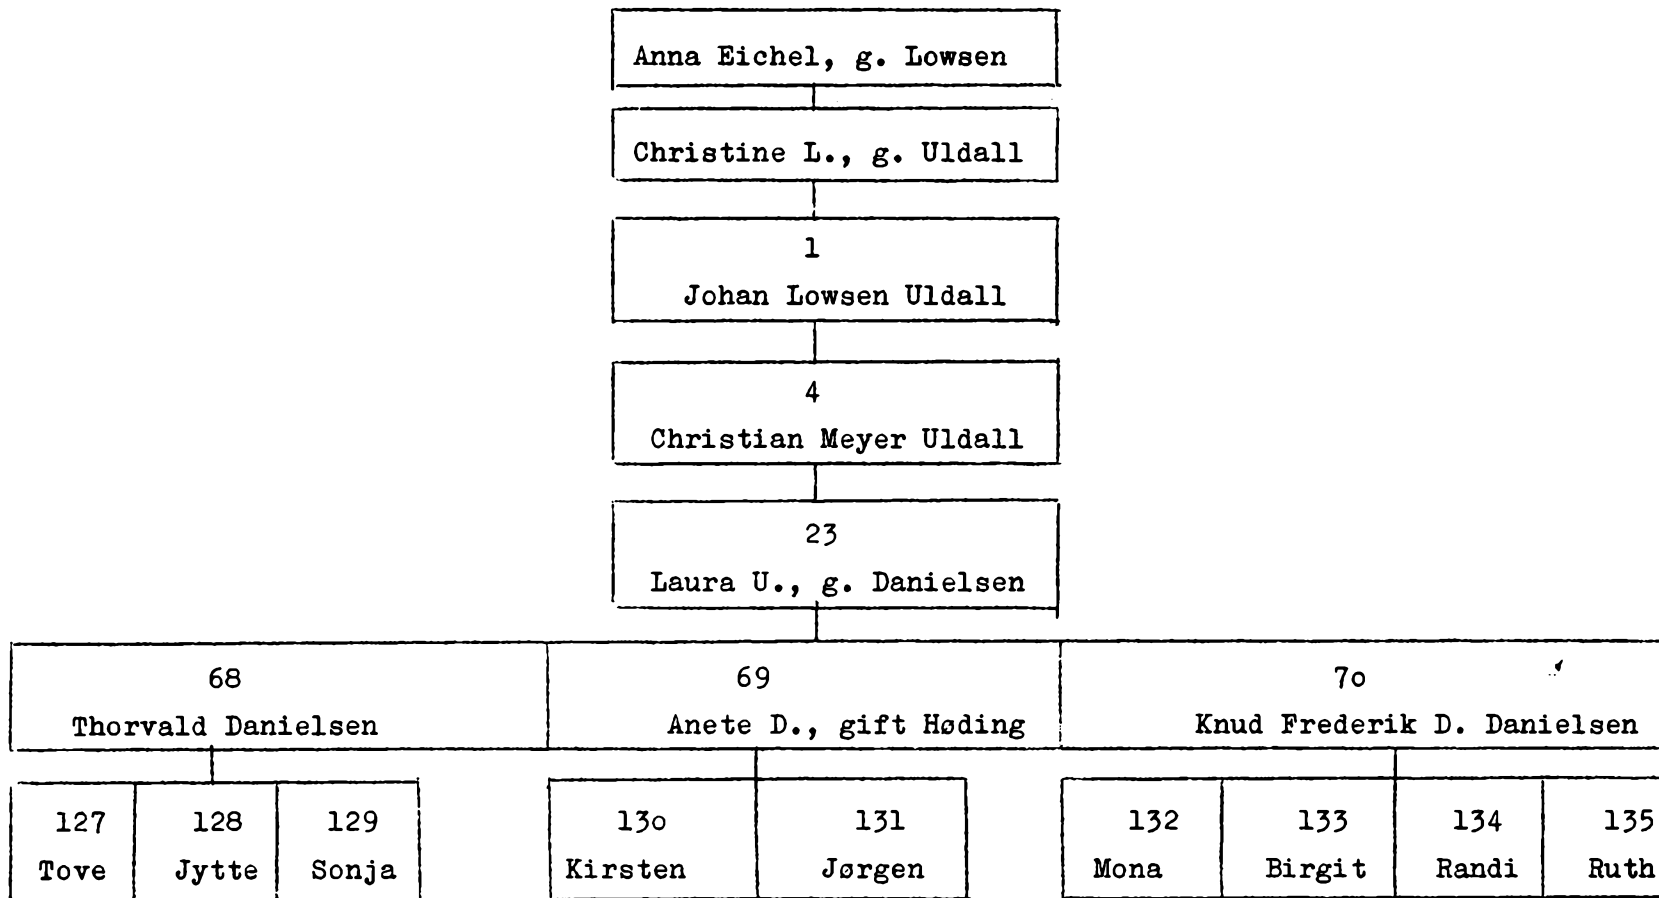 Anna Eichel, g. Lowsen
Christine L., g. Uldall
1
Johan Lowsen Uldall
4
Christian Meyer Uldall
23
Laura U., g. Danielsen
68 69 7o
Thorvald Danielsen Anete D., gift Høding Knud Frederik D. Danielsen
127 128 129 13o 131 132 133 134 135
Tove Jytte Sonja Kirsten Jørgen Mona Birgit Randi Ruth